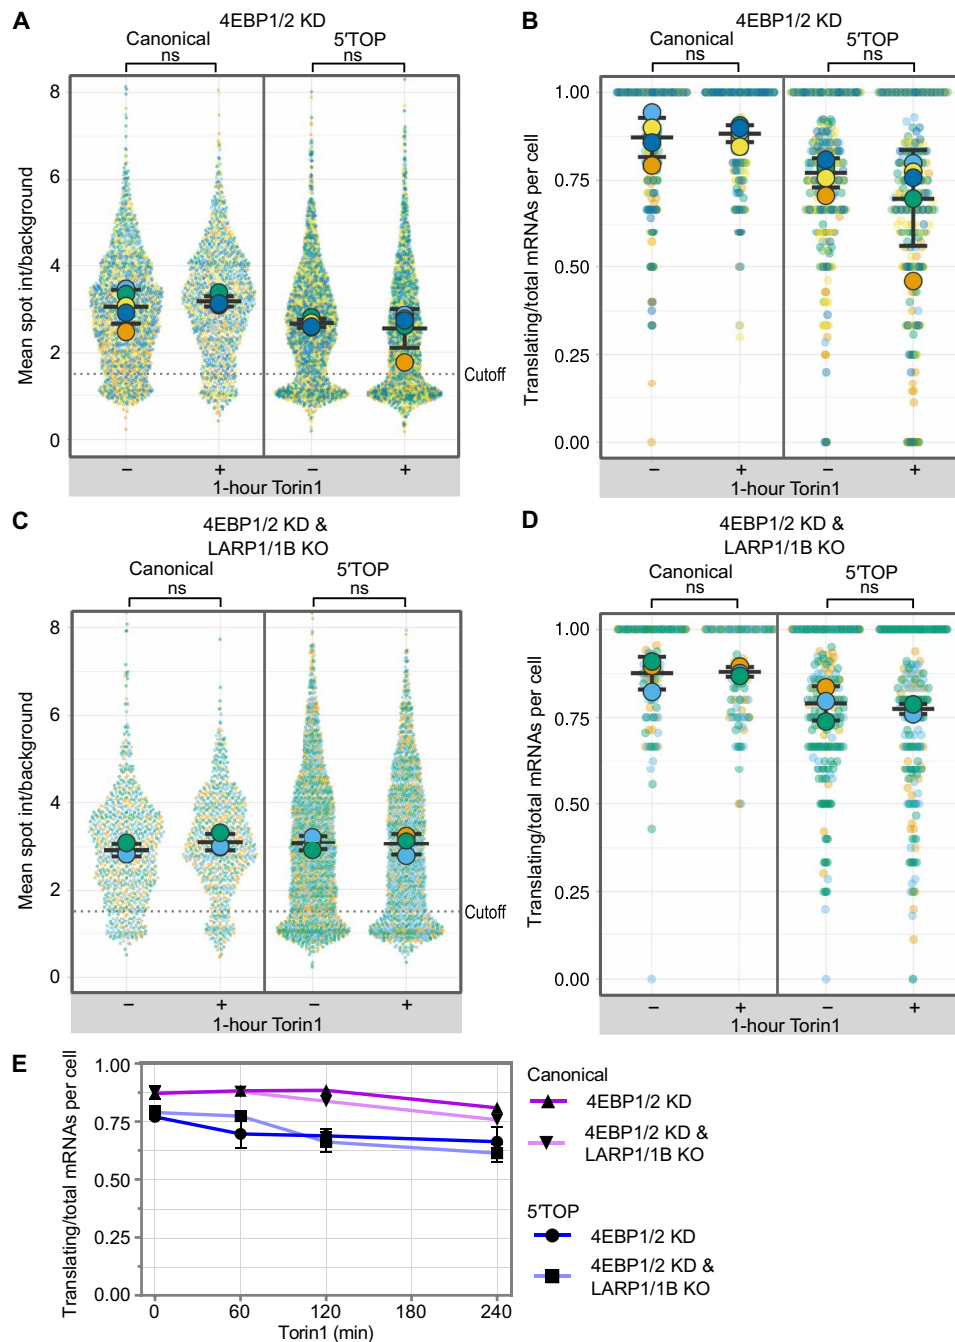 A
4EBP1/2 KD
Canonical
5′TOP
ns
ns
Mean spot int/background
8
6
4
2
0
Cutoff
−
+
−
+
1-hour Torin1
B
4EBP1/2 KD
Canonical
5′TOP
ns
ns
Translating/total mRNAs per cell
1.00
0.75
0.50
0.25
0.00
−
+
−
+
1-hour Torin1
C
4EBP1/2 KD &
LARP1/1B KO
Canonical
5′TOP
ns
ns
Mean spot int/background
8
6
4
2
0
Cutoff
−
+
−
+
1-hour Torin1
D
4EBP1/2 KD &
LARP1/1B KO
Canonical
5′TOP
ns
ns
Translating/total mRNAs per cell
1.00
0.75
0.50
0.25
0.00
−
+
−
+
1-hour Torin1
E
Translating/total mRNAs per cell
1.00
0.75
0.50
0.25
0.00
0
60
120
180
240
Torin1 (min)
Canonical
4EBP1/2 KD
4EBP1/2 KD &
LARP1/1B KO
5′TOP
4EBP1/2 KD
4EBP1/2 KD &
LARP1/1B KO